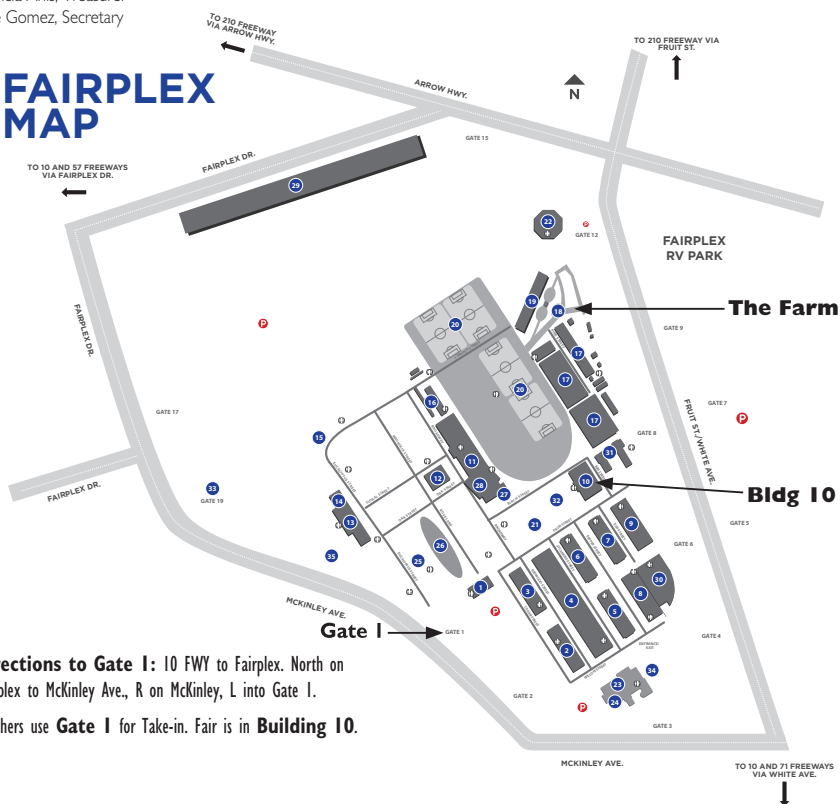 e Gomez, Secretary
FAIRPLEX
MAP
TO 210 FREEWAY
VIA ARROW HWY.
TO 210 FREEWAY VIA
FRUIT ST.
N
ARROW HWY.
GATE 15
FAIRPLEX DR.
TO 10 AND 57 FREEWAYS
VIA FAIRPLEX DR.
29
22
P
GATE 12
FAIRPLEX
RV PARK
19
18
The Farm
FAIRPLEX DR.
P
20
GATE 9
17
17
20
16
GATE 17
17
GATE 7
P
FRUIT ST./WHITE AVE.
15
GATE 8
11
31
12
10
28
27
Bldg 10
33
GATE 19
FAIRPLEX DR.
14
13
32
21
9
GATE 5
26
7
6
GATE 6
35
25
30
1
3
4
8
5
MCKINLEY AVE.
P
Gate 1
GATE 1
GATE 4
2
ENTRANCE
EXIT
34
23
24
GATE 2
P
GATE 3
rections to Gate 1: 10 FWY to Fairplex. North on
plex to McKinley Ave., R on McKinley, L into Gate 1.
hers use Gate 1 for Take-in. Fair is in Building 10.
MCKINLEY AVE.
TO 10 AND 71 FREEWAYS
VIA WHITE AVE.